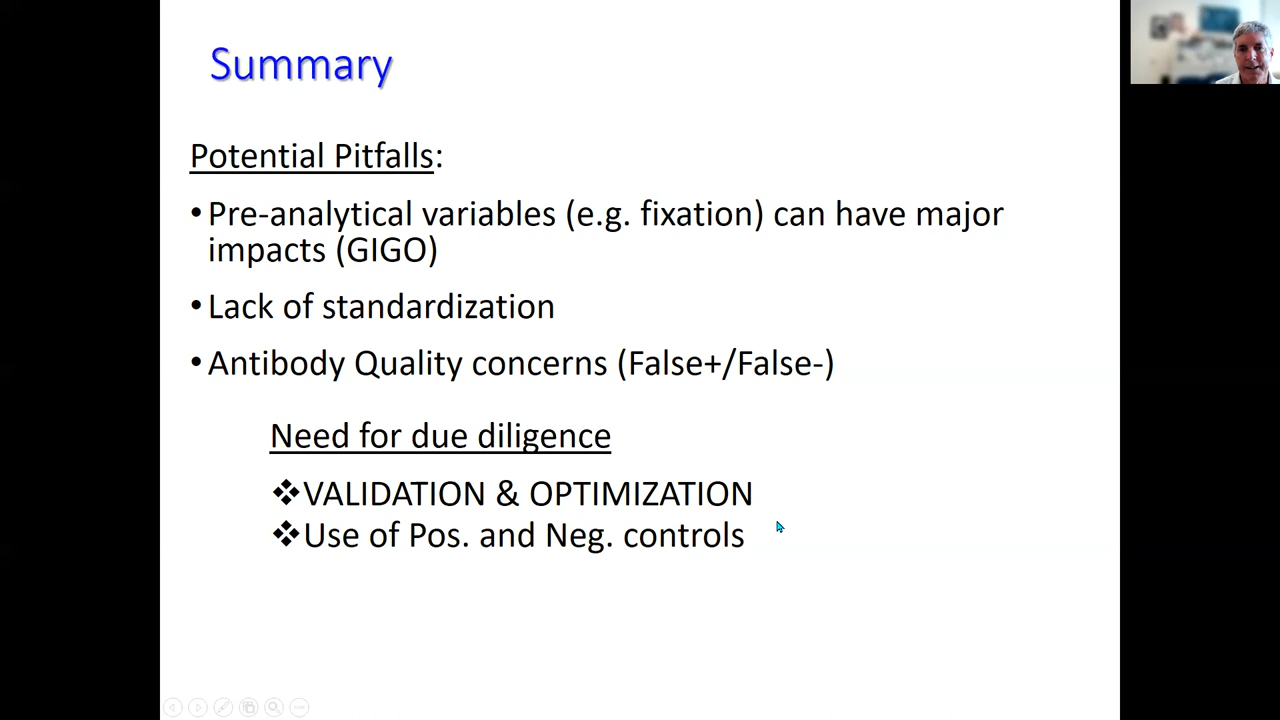 Summary
Potential Pitfalls:
•Pre-analytical variables (e.g. fixation) can have major
impacts (GIGO)
•Lack of standardization
•Antibody Quality concerns (False+/False-)
Need for due diligence
❖VALIDATION & OPTIMIZATION
❖Use of Pos. and Neg. controls